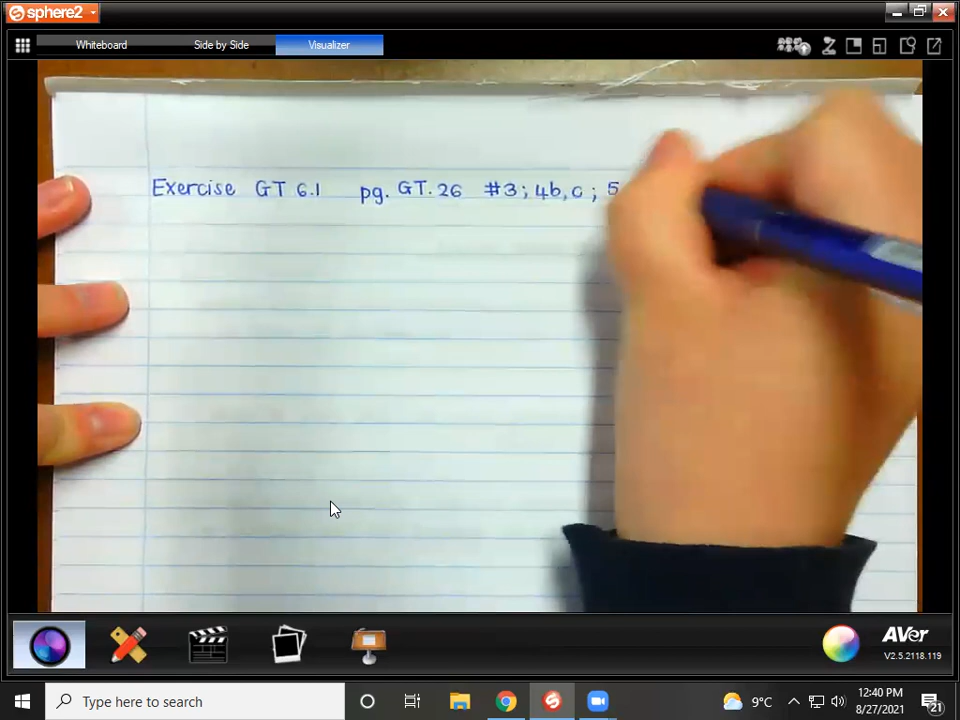 sphere2
Whiteboard Side by Side Visualizer
Exercise GT 6.1 pg. GT.26 #3; 4b,c; 5
AVer
V2.5.2118.119
Type here to search
9°C
12:40 PM
8/27/2021
21